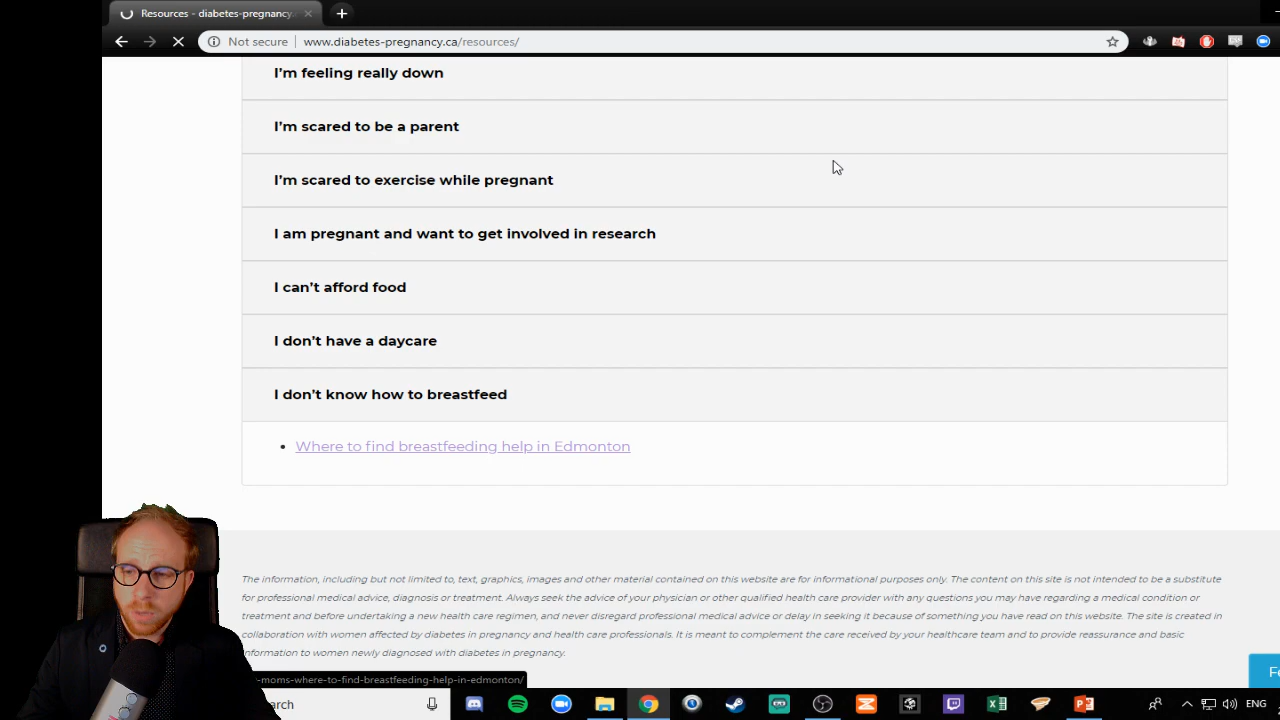 Resources - diabetes-pregnancy.
Not secure
www.diabetes-pregnancy.ca/resources/
I'm feeling really down
I'm scared to be a parent
I'm scared to exercise while pregnant
I am pregnant and want to get involved in research
I can't afford food
I don't have a daycare
I don't know how to breastfeed
Where to find breastfeeding help in Edmonton
The information, including but not limited to, text, graphics, images and other material contained on this website are for informational purposes only. The content on this site is not intended to be a substitute
for professional medical advice, diagnosis or treatment. Always seek the advice of your physician or other qualified health care provider with any questions you may have regarding a medical condition or
treatment and before undertaking a new health care regimen, and never disregard professional medical advice or delay in seeking it because of something you have read on this website. The site is created in
collaboration with women affected by diabetes in pregnancy and health care professionals. It is meant to complement the care received by your healthcare team and to provide reassurance and basic
information to women newly diagnosed with diabetes in pregnancy.
-moms-where-to-find-breastfeeding-help-in-edmonton/
ENG